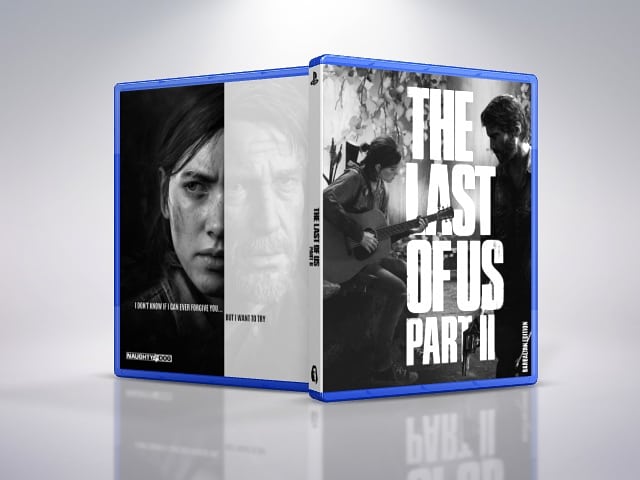 THE
LAST
OF US
PART II
THE LAST OF US
PART II
I DON'T KNOW IF I CAN EVER FORGIVE YOU...
BUT I WANT TO TRY
NAUGHTY DOG